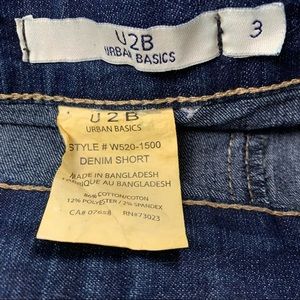 U2B
URBAN BASICS
3
U2B
URBAN BASICS
STYLE # W520-1500
DENIM SHORT
MADE IN BANGLADESH
FABRIQUE AU BANGLADESH
86% COTTON/COTON
12% POLYESTER / 2% SPANDEX
CA# RN#73023